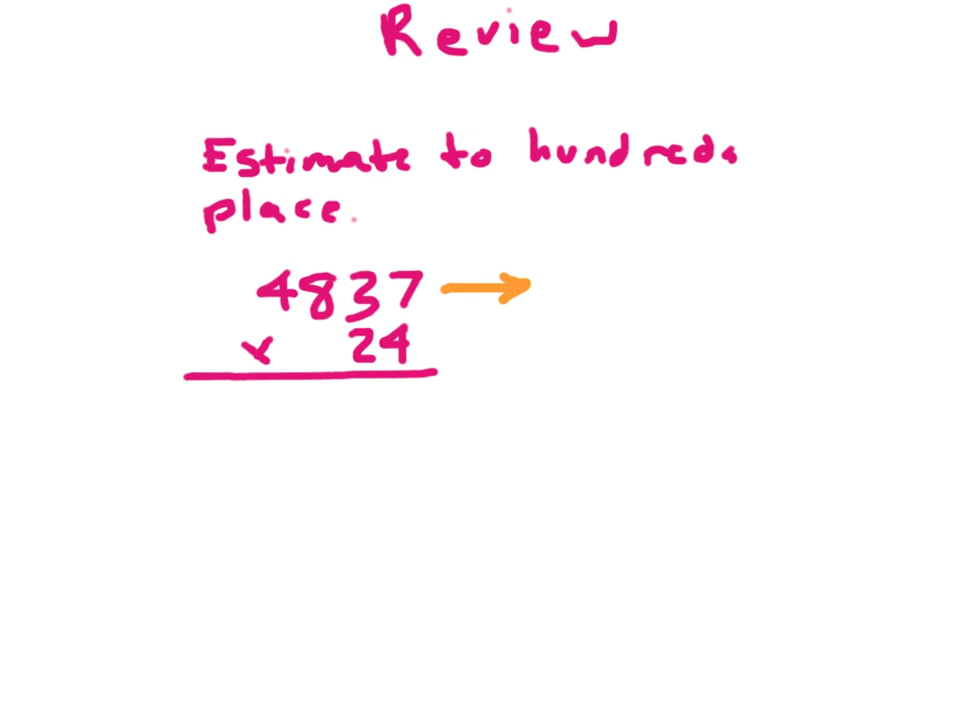 Review
Estimate to hundreds
place.
4837 →
x 24